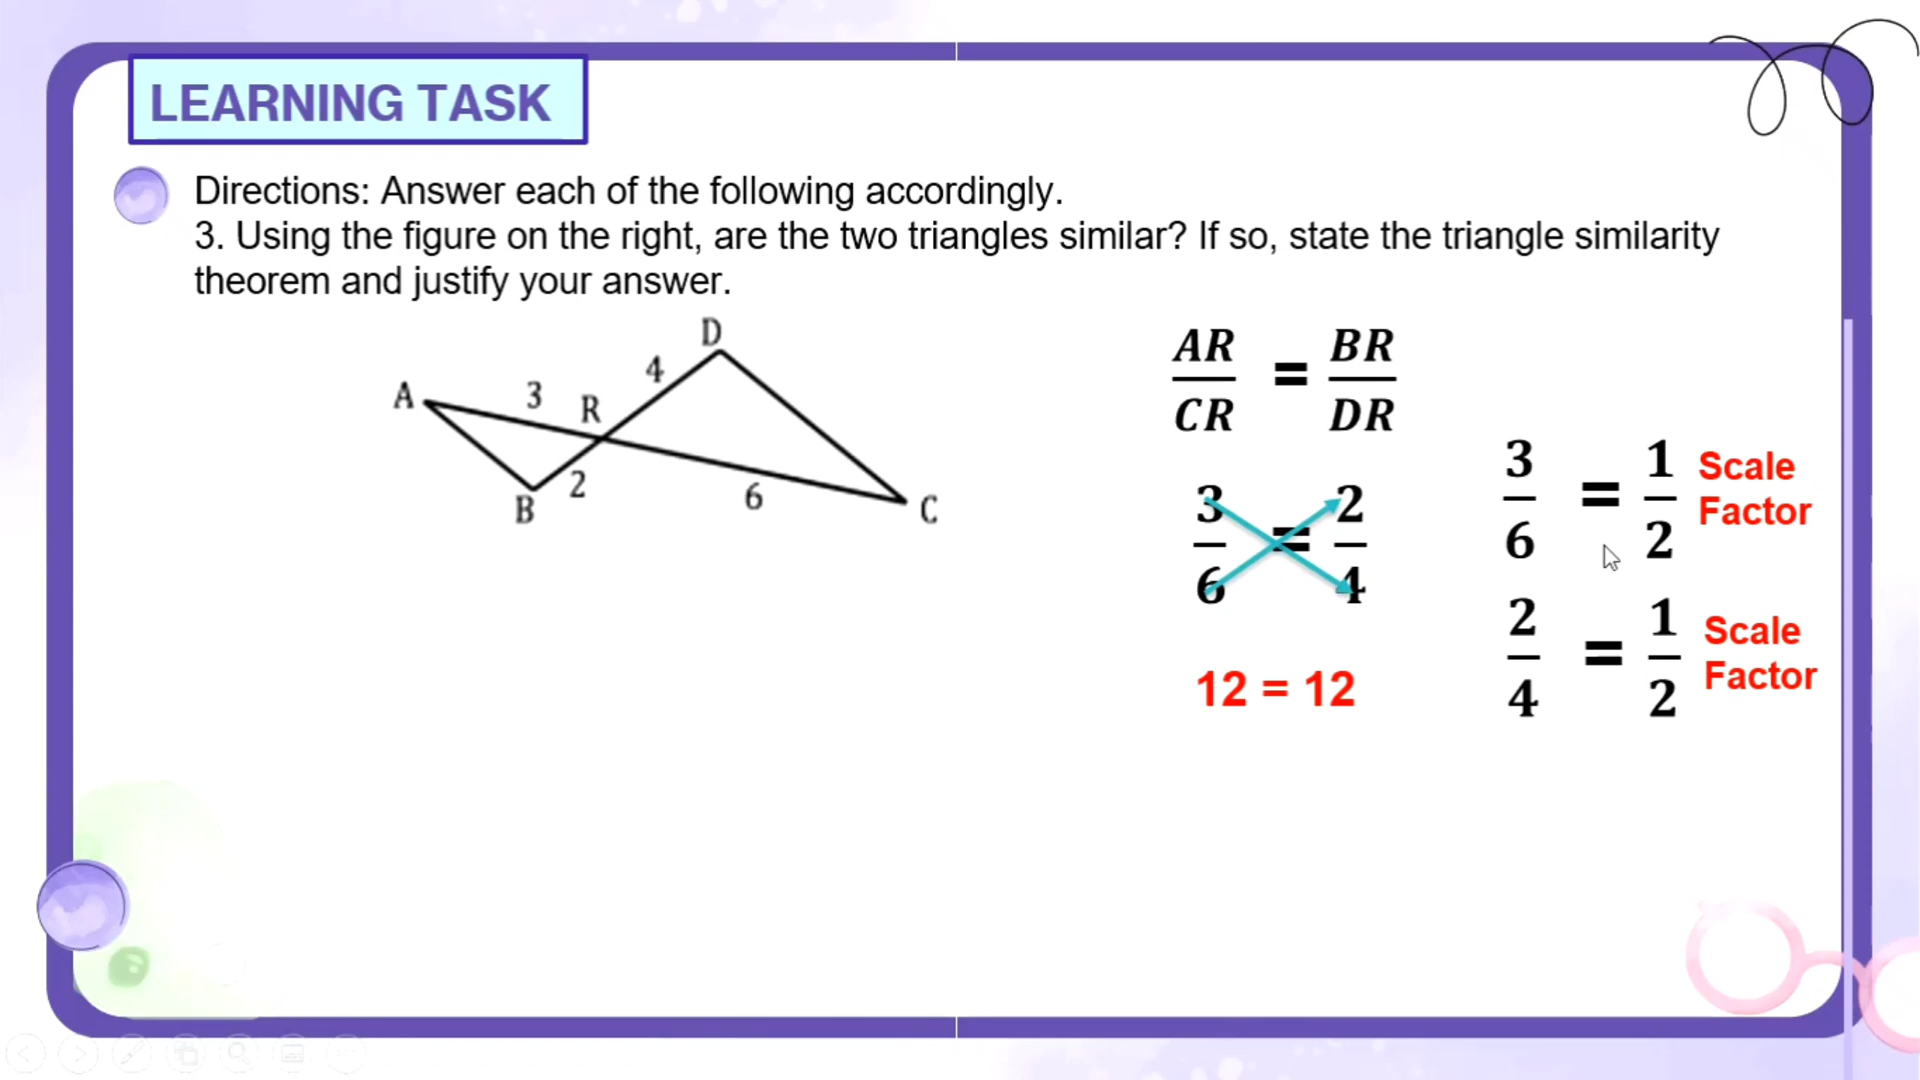 LEARNING TASK
Directions: Answer each of the following accordingly.
3. Using the figure on the right, are the two triangles similar? If so, state the triangle similarity
theorem and justify your answer.
D
4
A
3
R
B
2
6
C
AR/CR = BR/DR
3/6 = 2/4
12 = 12
3/6 = 1/2 Scale Factor
2/4 = 1/2 Scale Factor